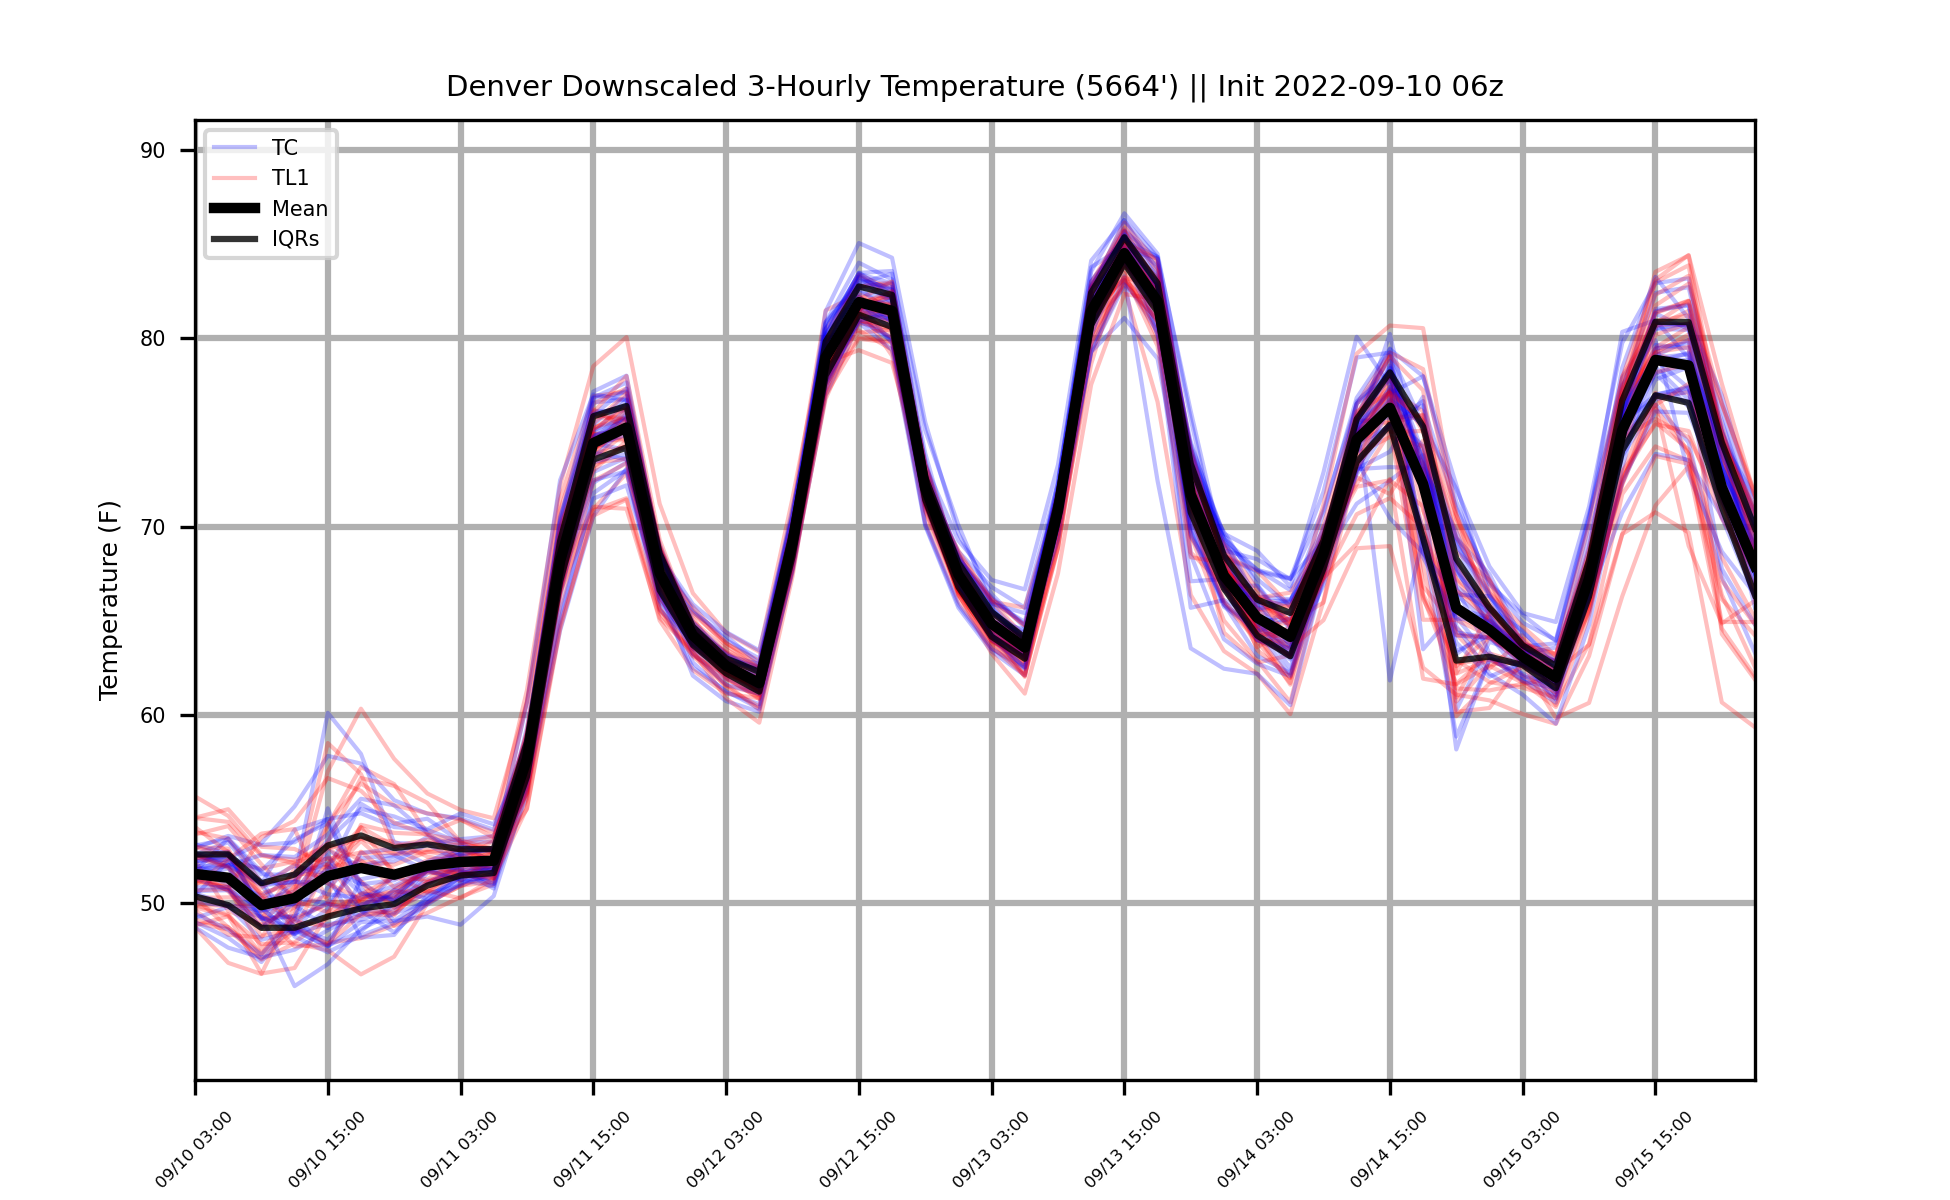 Denver Downscaled 3-Hourly Temperature (5664') || Init 2022-09-10 06z
TC
TL1
Mean
IQRs
Temperature (F)
90
80
70
60
50
09/10 03:00
09/10 15:00
09/11 03:00
09/11 15:00
09/12 03:00
09/12 15:00
09/13 03:00
09/13 15:00
09/14 03:00
09/14 15:00
09/15 03:00
09/15 15:00